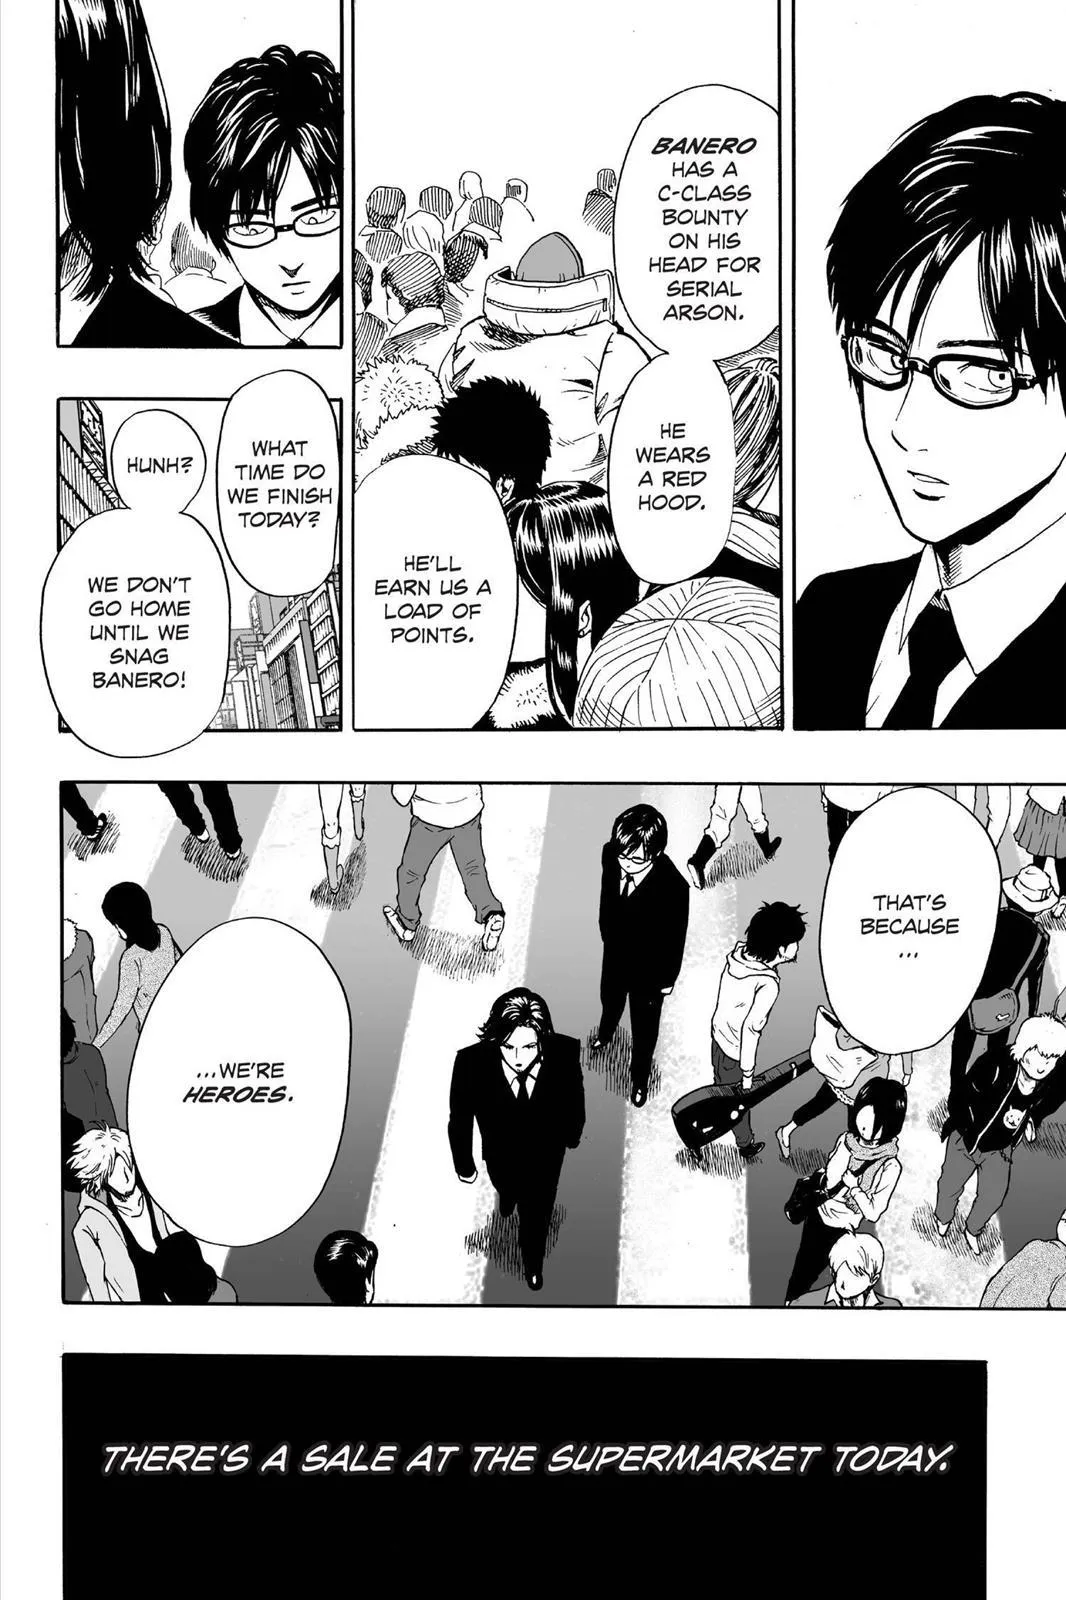 BANERO
HAS A
C-CLASS
BOUNTY
ON HIS
HEAD FOR
SERIAL
ARSON.
HE
WEARS
A RED
HOOD.
HE'LL
EARN US A
LOAD OF
POINTS.
WHAT
TIME DO
WE FINISH
TODAY?
HUNH?
WE DON'T
GO HOME
UNTIL WE
SNAG
BANERO!
THAT'S
BECAUSE
...
...WE'RE
HEROES.
THERE'S A SALE AT THE SUPERMARKET TODAY.